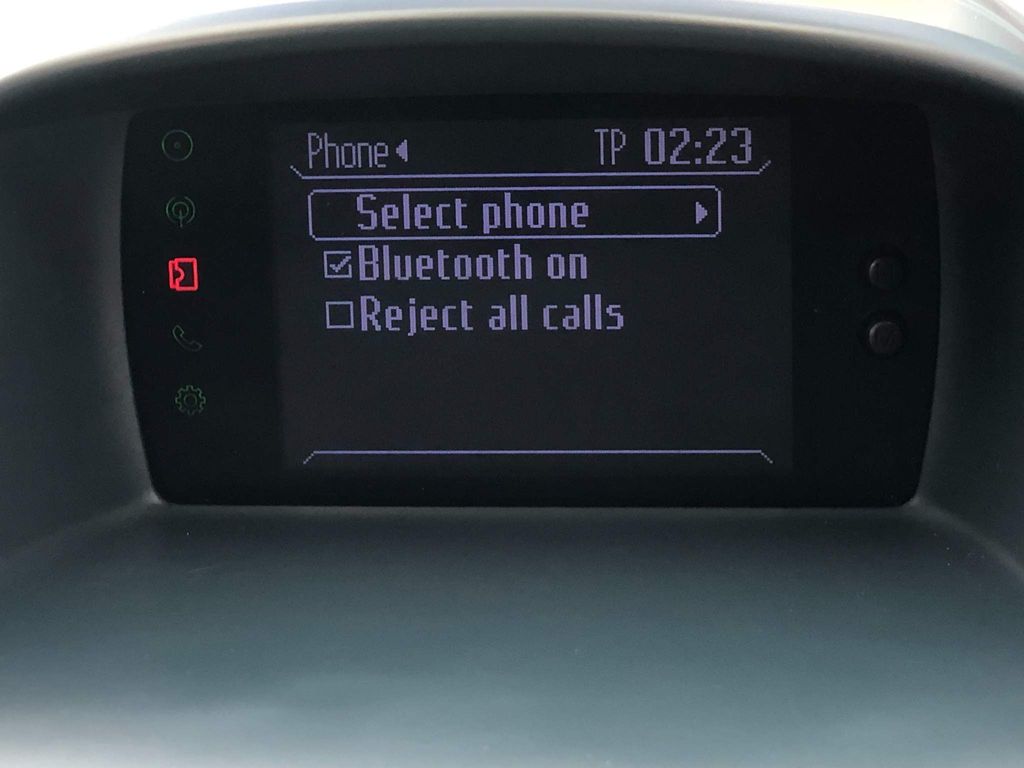 Phone TP 02:23
Select phone
Bluetooth on
Reject all calls